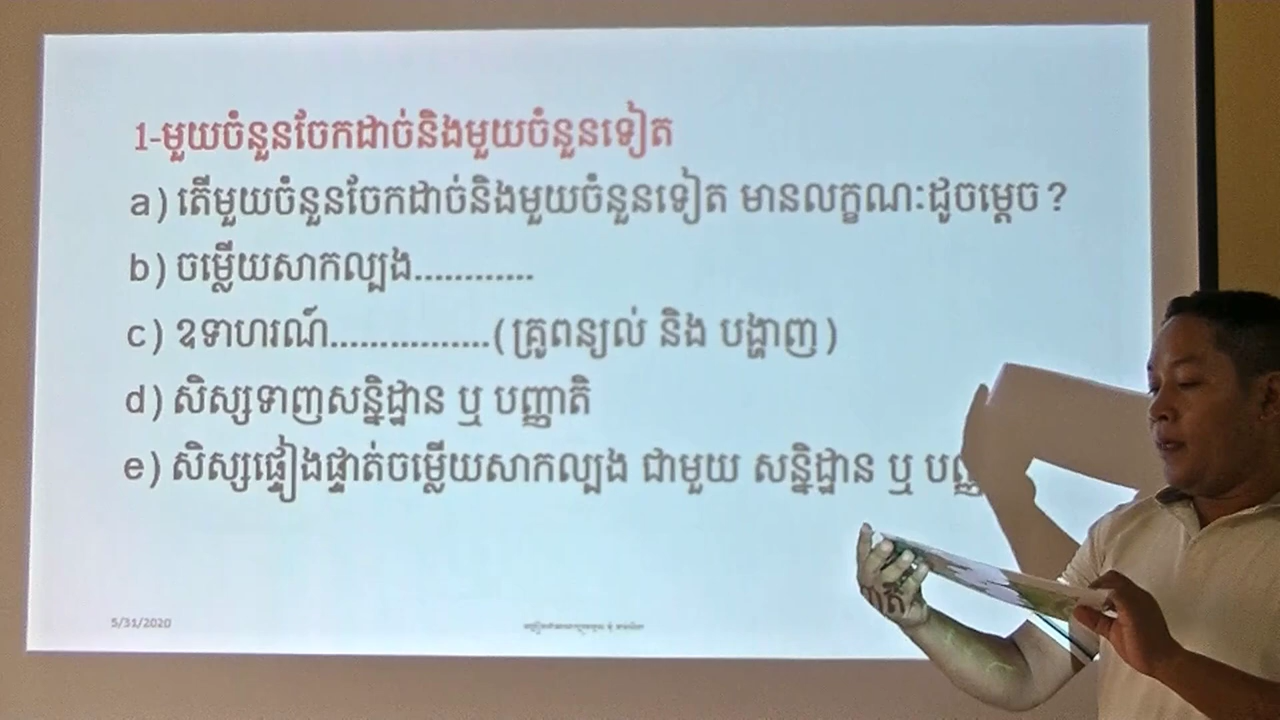 1-មួយចំនួនចែកដាច់និងមួយចំនួនទៀត
a) តើមួយចំនួនចែកដាច់និងមួយចំនួនទៀត មានលក្ខណៈដូចម្តេច?
b) ចម្លើយសាកល្បង............
c) ឧទាហរណ៍................(គ្រូពន្យល់ និង បង្ហាញ)
d) សិស្សទាញសន្និដ្ឋាន ឬ បញ្ញាតិ
e) សិស្សផ្ទៀងផ្ទាត់ចម្លើយសាកល្បង ជាមួយ សន្និដ្ឋាន ឬ
5/31/2020